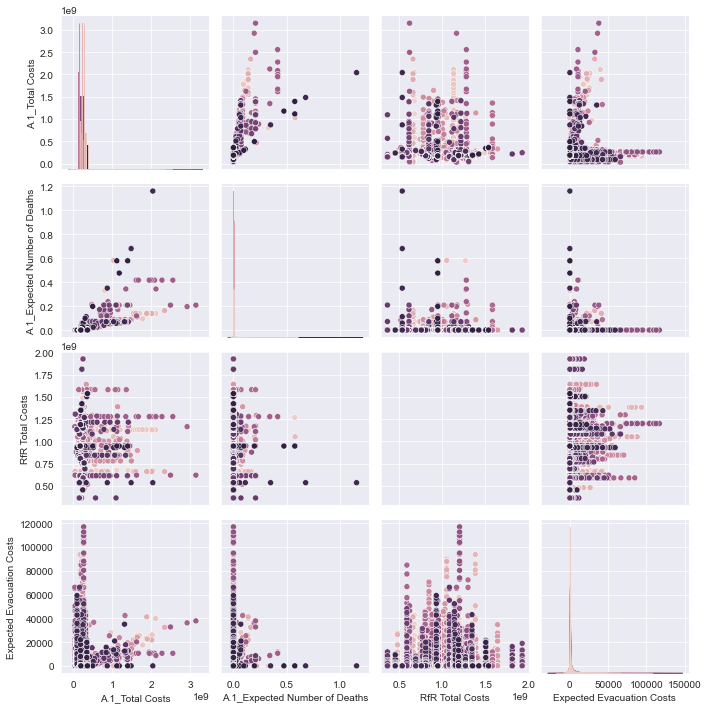 1e9
3.0
2.5
2.0
1.5
1.0
0.5
0.0
A.1_Total Costs
1.2
1.0
0.8
0.6
0.4
0.2
0.0
A.1_Expected Number of Deaths
1e9
2.00
1.75
1.50
1.25
1.00
0.75
0.50
RfR Total Costs
120000
100000
80000
60000
40000
20000
0
Expected Evacuation Costs
0 1 2 3
1e9
A.1_Total Costs
0.0 0.5 1.0
A.1_Expected Number of Deaths
0.5 1.0 1.5 2.0
1e9
RfR Total Costs
0 50000 100000 150000
Expected Evacuation Costs